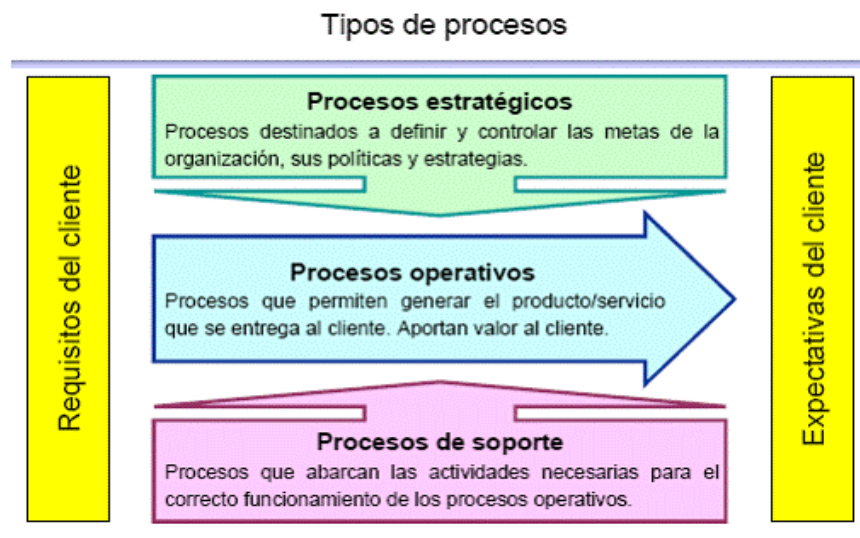 Tipos de procesos
Requisitos del cliente
Procesos estratégicos
Procesos destinados a definir y controlar las metas de la
organización, sus políticas y estrategias.
Procesos operativos
Procesos que permiten generar el producto/servicio
que se entrega al cliente. Aportan valor al cliente.
Procesos de soporte
Procesos que abarcan las actividades necesarias para el
correcto funcionamiento de los procesos operativos.
Expectativas del cliente